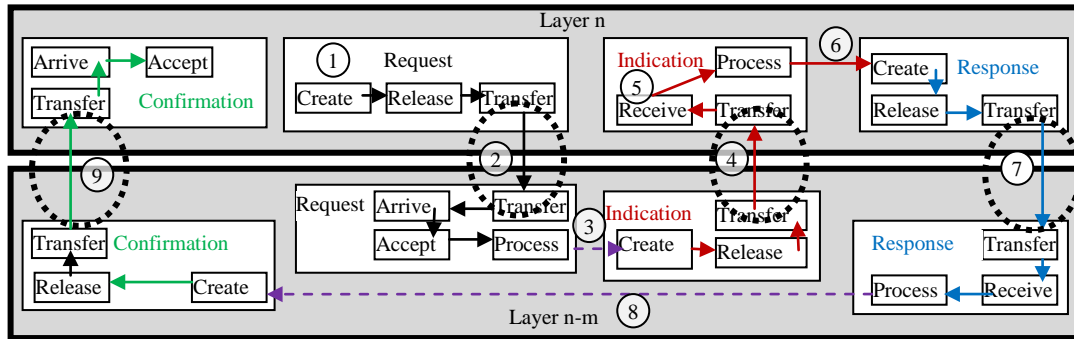 Layer n
Arrive
Accept
Transfer
Confirmation
1
Request
Create
Release
Transfer
Indication
Process
5
Receive
Transfer
6
Create
Response
Release
Transfer
9
2
4
7
Request
Arrive
Transfer
Accept
Process
3
Indication
Transfer
Create
Release
Transfer
Confirmation
Release
Create
Response
Transfer
Process
Receive
8
Layer n-m